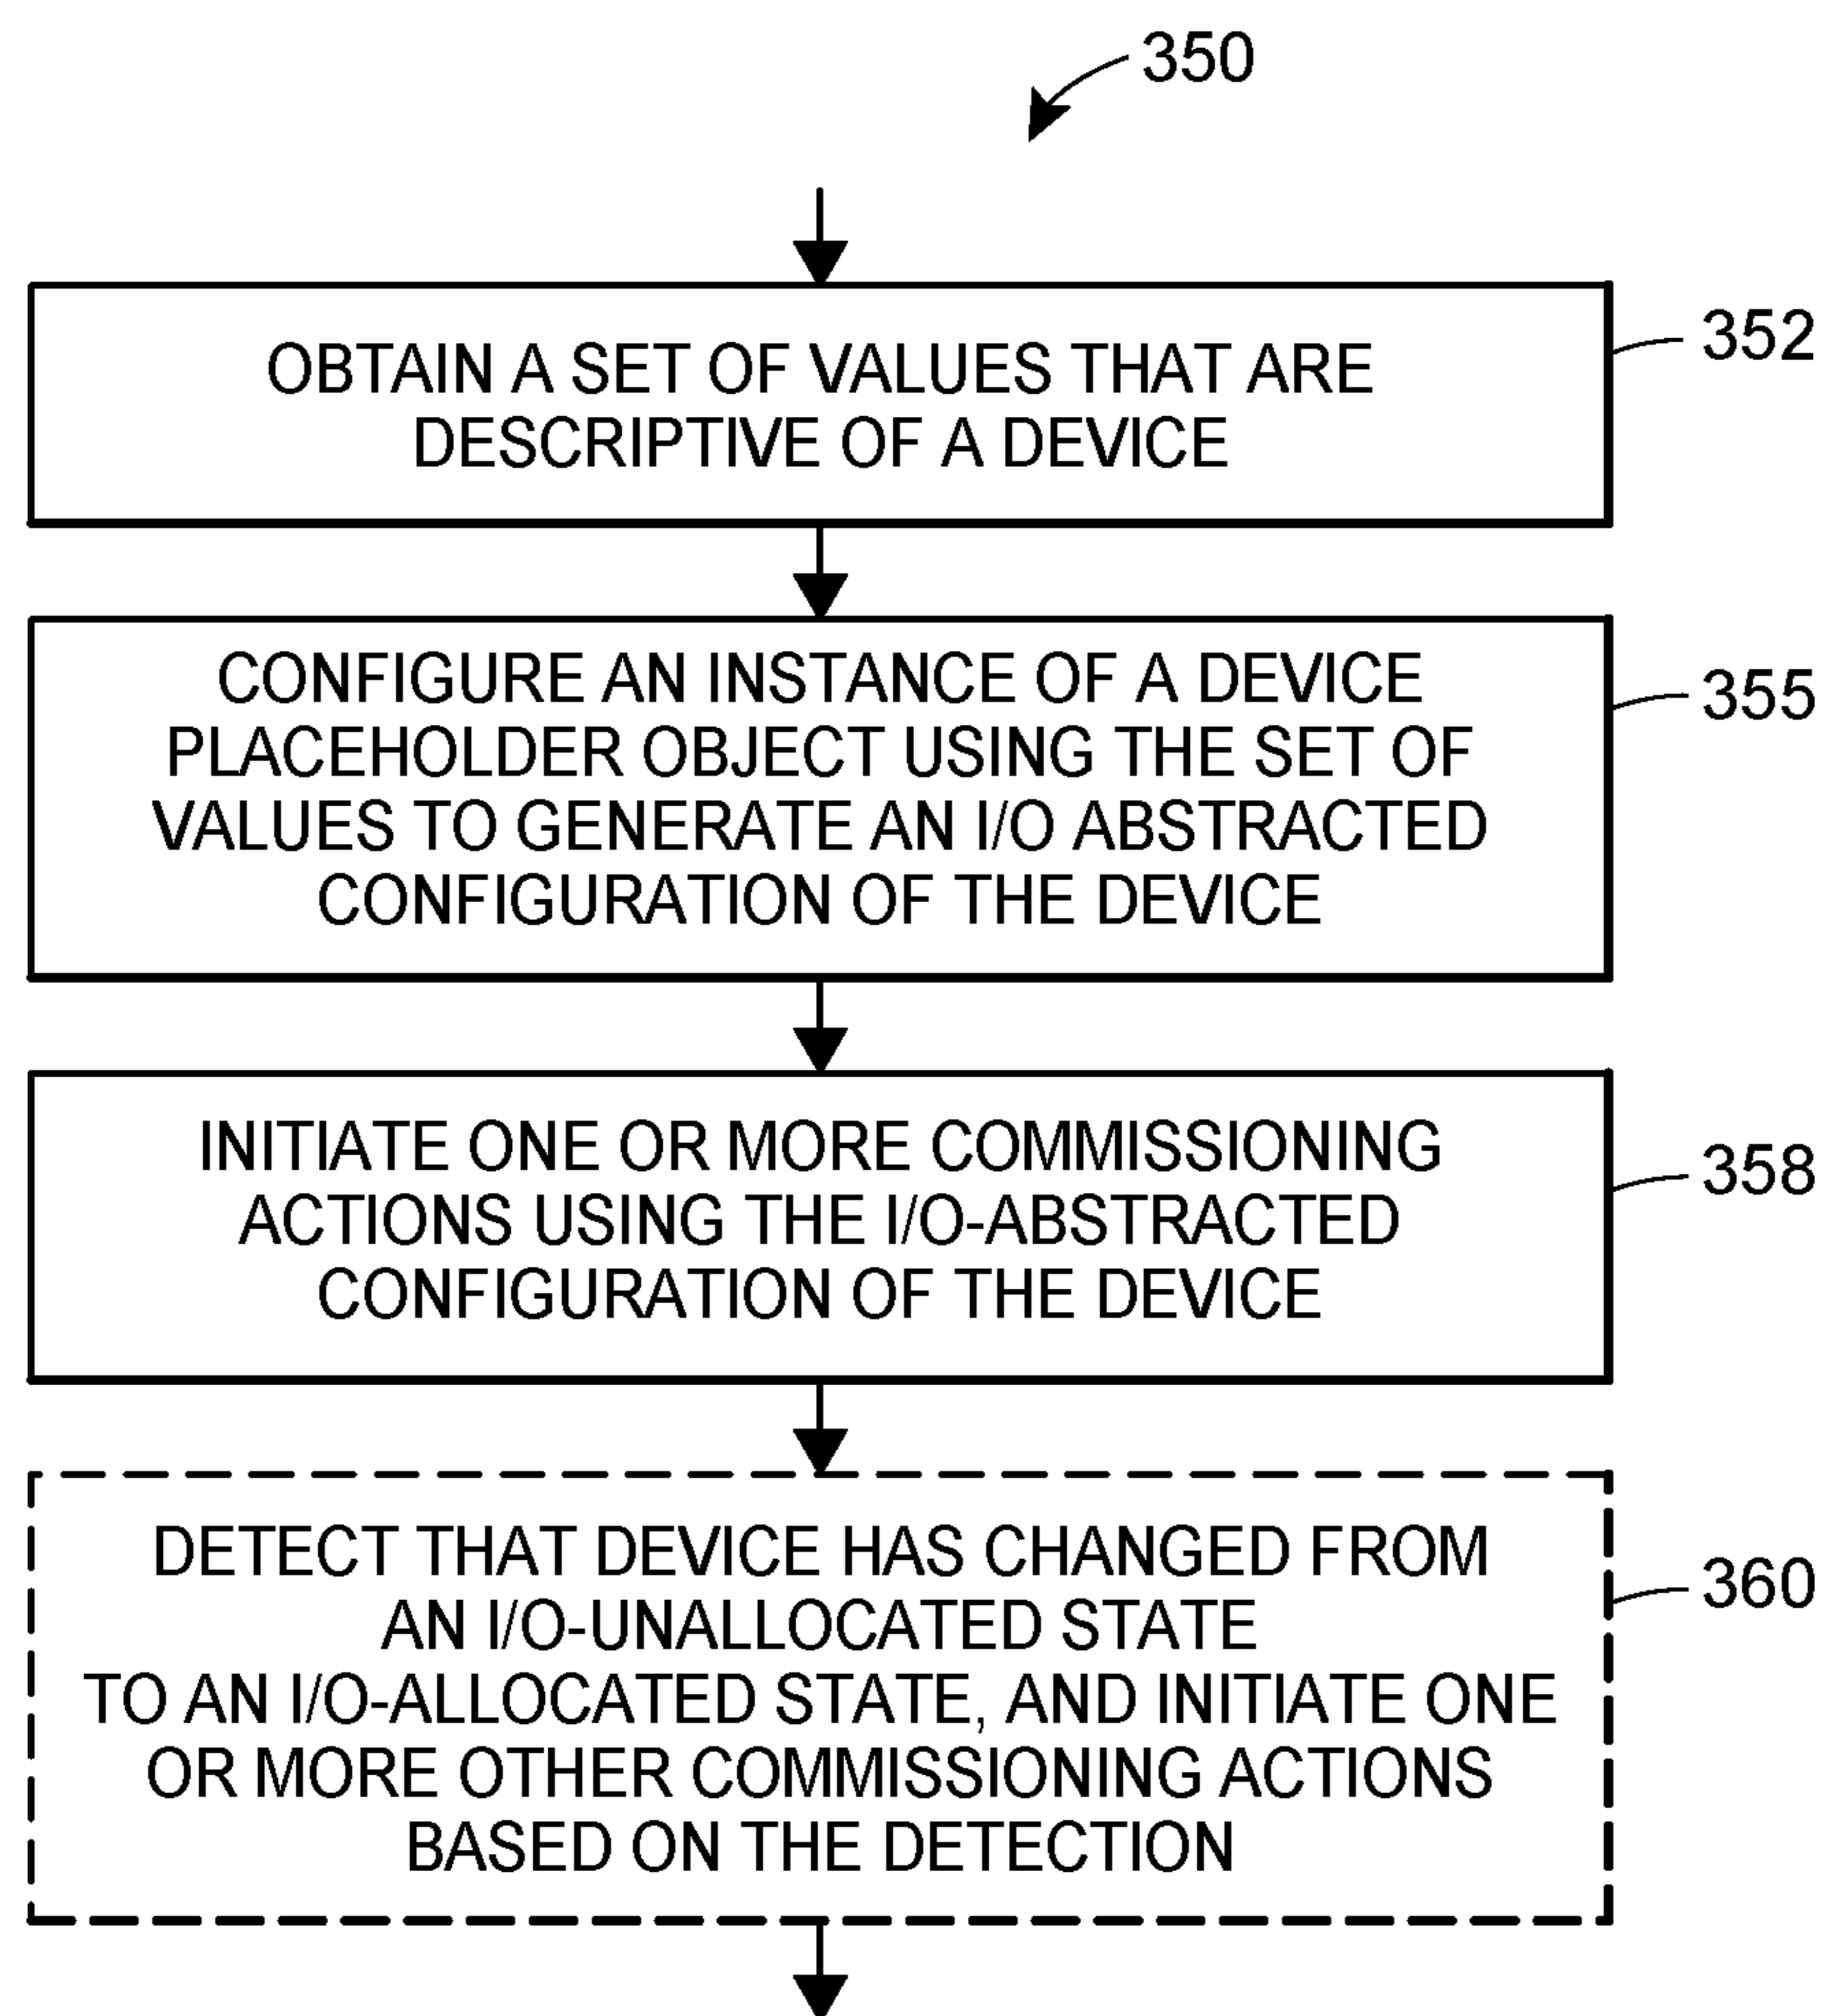 350
OBTAIN A SET OF VALUES THAT ARE
DESCRIPTIVE OF A DEVICE
352
CONFIGURE AN INSTANCE OF A DEVICE
PLACEHOLDER OBJECT USING THE SET OF
VALUES TO GENERATE AN I/O ABSTRACTED
CONFIGURATION OF THE DEVICE
355
INITIATE ONE OR MORE COMMISSIONING
ACTIONS USING THE I/O-ABSTRACTED
CONFIGURATION OF THE DEVICE
358
DETECT THAT DEVICE HAS CHANGED FROM
AN I/O-UNALLOCATED STATE
TO AN I/O-ALLOCATED STATE, AND INITIATE ONE
OR MORE OTHER COMMISSIONING ACTIONS
BASED ON THE DETECTION
360